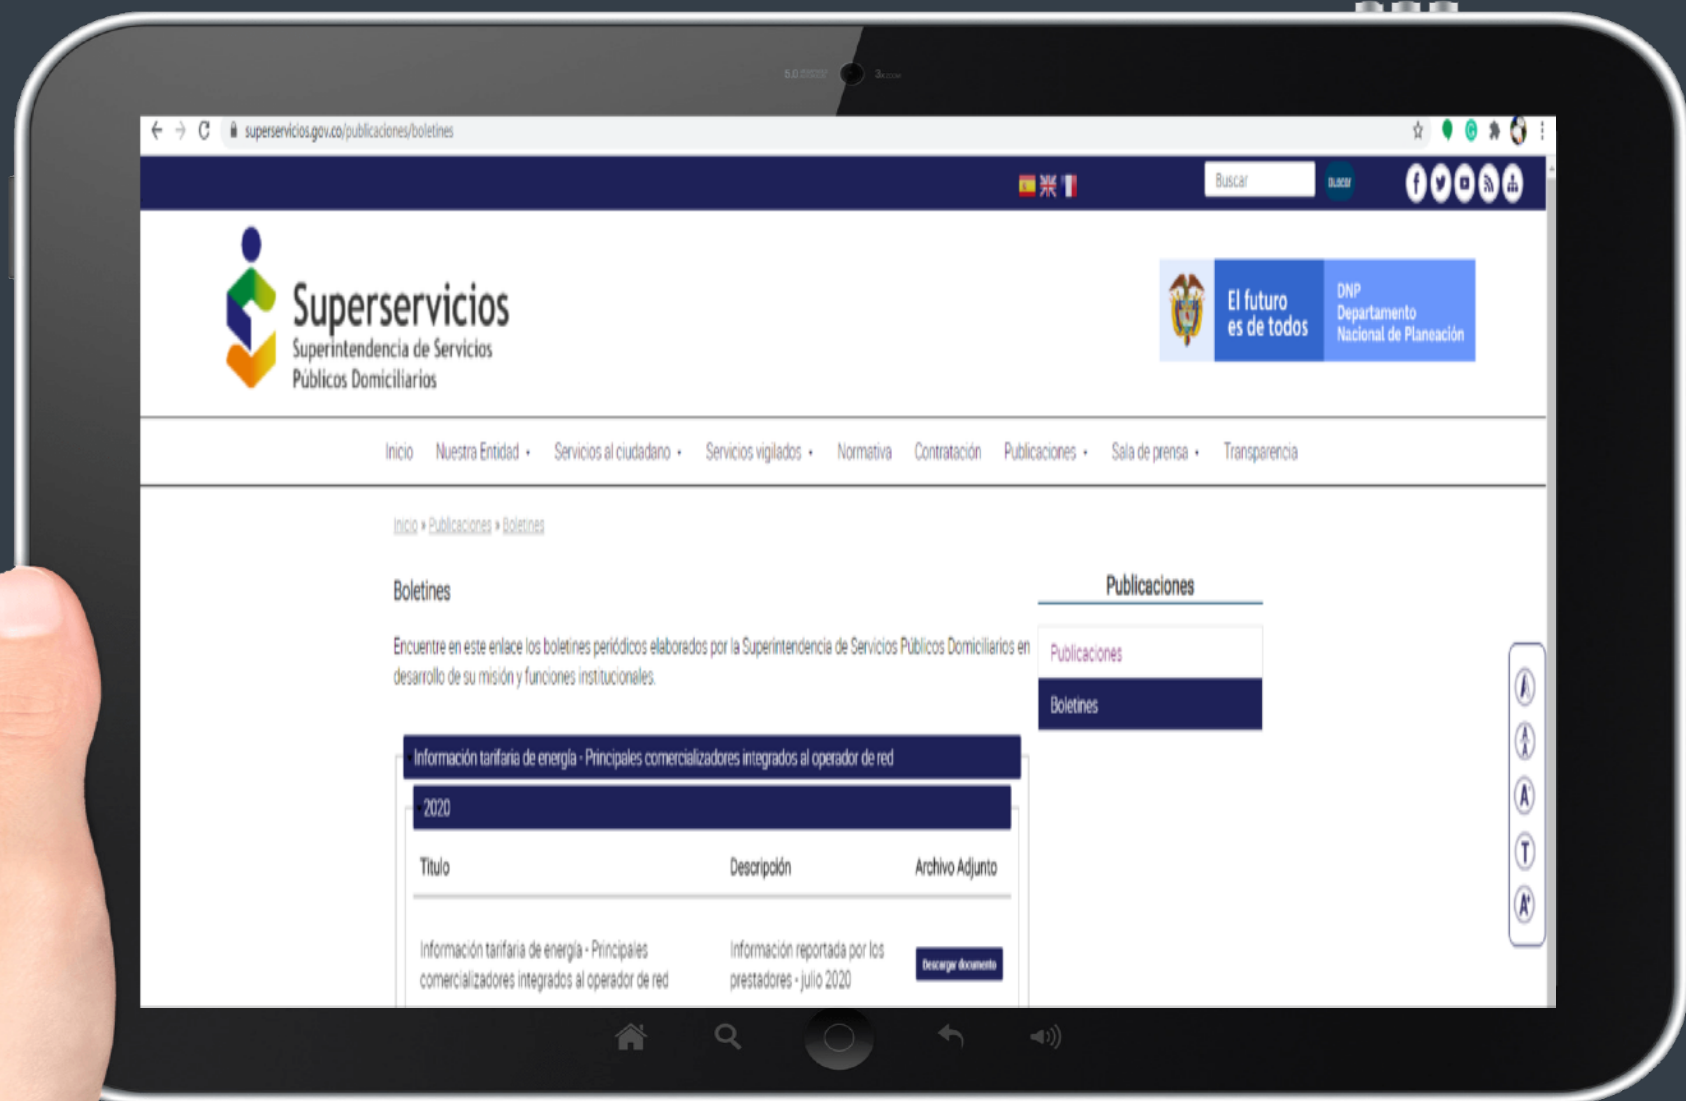 superservicios.gov.co/publicaciones/boletines
Buscar
Superservicios
Superintendencia de Servicios
Públicos Domiciliarios
El futuro
es de todos
DNP
Departamento
Nacional de Planeación
Inicio Nuestra Entidad Servicios al ciudadano Servicios vigilados Normativa Contratación Publicaciones Sala de prensa Transparencia
Inicio » Publicaciones » Boletines
Boletines
Encuentre en este enlace los boletines periódicos elaborados por la Superintendencia de Servicios Públicos Domiciliarios en
desarrollo de su misión y funciones institucionales.
Publicaciones
Publicaciones
Boletines
Información tarifaria de energía - Principales comercializadores integrados al operador de red
2020
Título Descripción Archivo Adjunto
Información tarifaria de energía - Principales
comercializadores integrados al operador de red
Información reportada por los
prestadores - julio 2020
Descargar documento
A
A
A-
T
A+